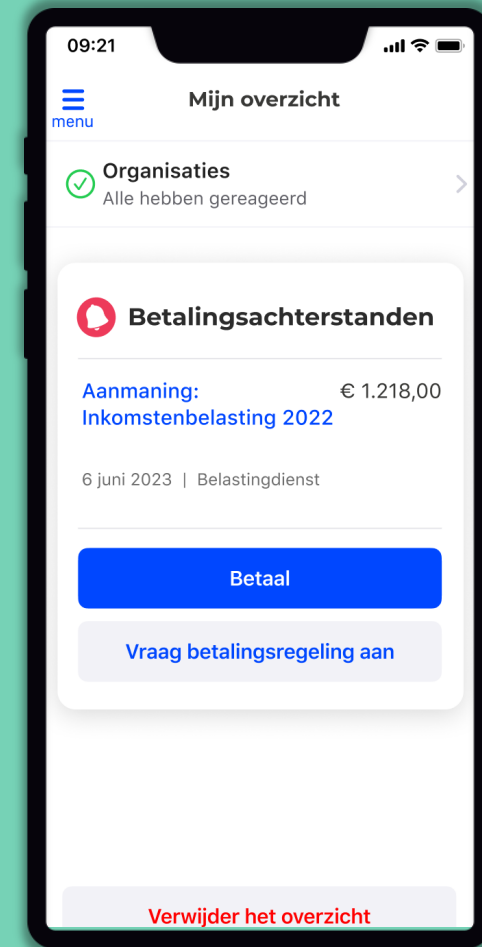 09:21
menu
Mijn overzicht
Organisaties
Alle hebben gereageerd
Betalingsachterstanden
Aanmaning: € 1.218,00
Inkomstenbelasting 2022
6 juni 2023 | Belastingdienst
Betaal
Vraag betalingsregeling aan
Verwijder het overzicht